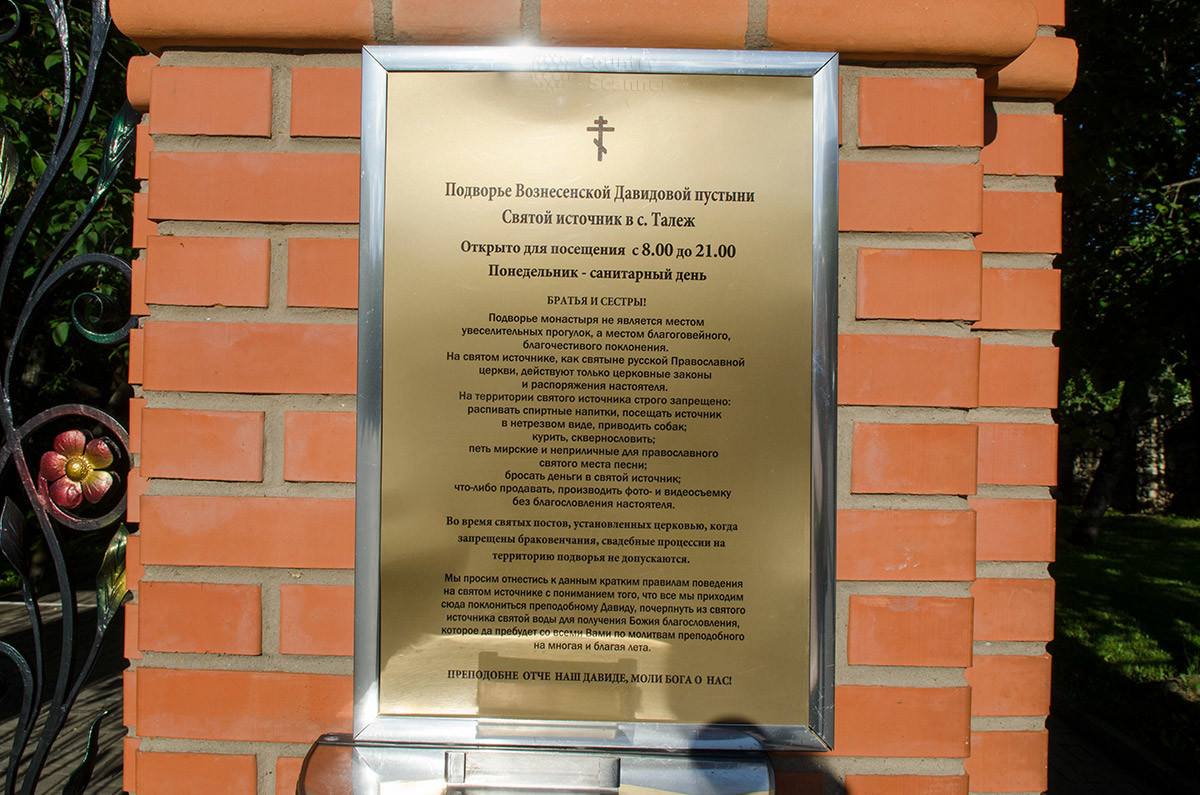 Country
Scanner
Подворье Вознесенской Давидовой пустыни
Святой источник в с. Талеж
Открыто для посещения с 8.00 до 21.00
Понедельник - санитарный день
БРАТЬЯ И СЕСТРЫ!
Подворье монастыря не является местом
увеселительных прогулок, а местом благоговейного,
благочестивого поклонения.
На святом источнике, как святыне русской Православной
церкви, действуют только церковные законы
и распоряжения настоятеля.
На территории святого источника строго запрещено:
распивать спиртные напитки, посещать источник
в нетрезвом виде, приводить собак;
курить, сквернословить;
петь мирские и неприличные для православного
святого места песни;
бросать деньги в святой источник;
что-либо продавать, производить фото- и видеосъемку
без благословления настоятеля.
Во время святых постов, установленных церковью, когда
запрещены браковенчания, свадебные процессии на
территорию подворья не допускаются.
Мы просим отнестись к данным кратким правилам поведения
на святом источнике с пониманием того, что все мы приходим
сюда поклониться преподобному Давиду, почерпнуть из святого
источника святой воды для получения Божия благословления,
которое да пребудет со всеми Вами по молитвам преподобного
на многая и благая лета.
ПРЕПОДОБНЕ ОТЧЕ НАШ ДАВИДЕ, МОЛИ БОГА О НАС!